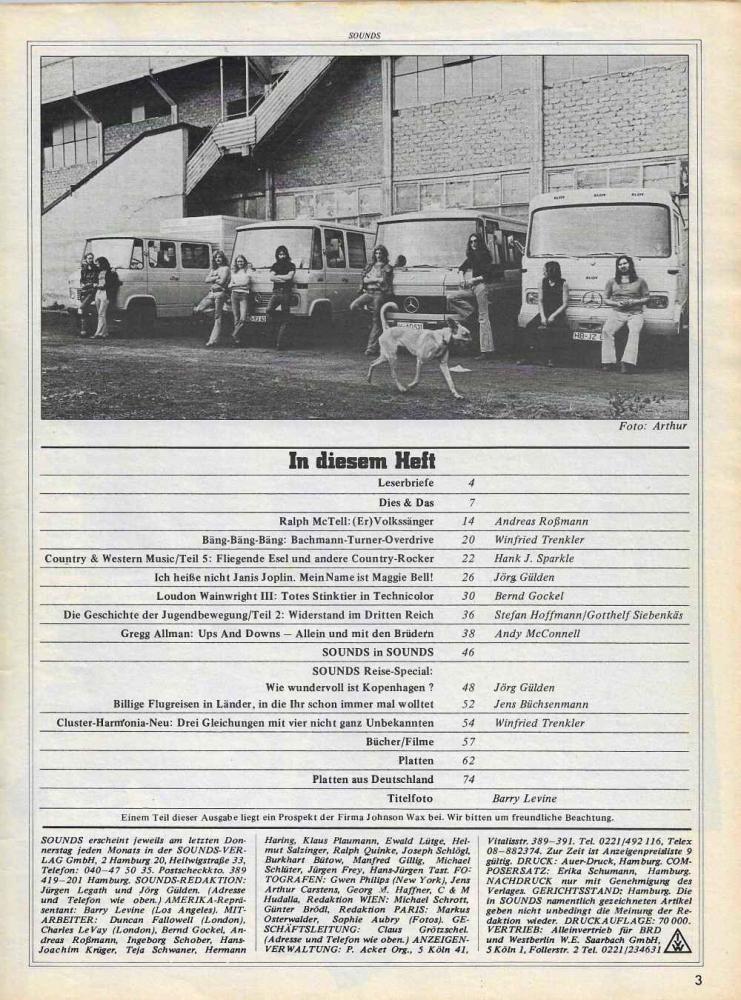 SOUNDS
Foto: Arthur
In diesem Heft
Leserbriefe 4
Dies & Das 7
Ralph McTell: (Er)Volkssänger 14 Andreas Roßmann
Bäng-Bäng-Bäng: Bachmann-Turner-Overdrive 20 Winfried Trenkler
Country & Western Music/Teil 5: Fliegende Esel und andere Country-Rocker 22 Hank J. Sparkle
Ich heiße nicht Janis Joplin. Mein Name ist Maggie Bell! 26 Jörg Gülden
Loudon Wainwright III: Totes Stinktier in Technicolor 30 Bernd Gockel
Die Geschichte der Jugendbewegung/Teil 2: Widerstand im Dritten Reich 36 Stefan Hoffmann/Gotthelf Siebenkäs
Gregg Allman: Ups And Downs — Allein und mit den Brüdern 38 Andy McConnell
SOUNDS in SOUNDS 46
SOUNDS Reise-Special:
Wie wundervoll ist Kopenhagen ? 48 Jörg Gülden
Billige Flugreisen in Länder, in die Ihr schon immer mal wolltet 52 Jens Büchsenmann
Cluster-Harmonia-Neu: Drei Gleichungen mit vier nicht ganz Unbekannten 54 Winfried Trenkler
Bücher/Filme 57
Platten 62
Platten aus Deutschland 74
Titelfoto Barry Levine
Einem Teil dieser Ausgabe liegt ein Prospekt der Firma Johnson Wax bei. Wir bitten um freundliche Beachtung.
SOUNDS erscheint jeweils am letzten Don-
nerstag jeden Monats in der SOUNDS-VER-
LAG GmbH, 2 Hamburg 20, Heilwigstraße 33,
Telefon: 040-47 50 35. Postscheckkto. 389
419-201 Hamburg. SOUNDS-REDAKTION:
Jürgen Legath und Jörg Gülden. (Adresse
und Telefon wie oben.) AMERIKA-Reprä-
sentant: Barry Levine (Los Angeles). MIT-
ARBEITER: Duncan Fallowell (London),
Charles LeVay (London), Bernd Gockel, An-
dreas Roßmann, Ingeborg Schober, Hans-
Joachim Krüger, Teja Schwaner, Hermann
Haring, Klaus Plaumann, Ewald Lütge, Hel-
mut Salzinger, Ralph Quinke, Joseph Schlögl,
Burkhart Bütow, Manfred Gillig, Michael
Schlüter, Jürgen Frey, Hans-Jürgen Tast. FO-
TOGRAFEN: Gwen Philips (New York), Jens
Arthur Carstens, Georg M. Haffner, C & M
Hudalla, Redaktion WIEN: Michael Schrott,
Günter Brödl, Redaktion PARIS: Markus
Osterwalder, Sophie Aubry (Fotos). GE-
SCHÄFTSLEITUNG: Claus Grötzschel.
(Adresse und Telefon wie oben.) ANZEIGEN-
VERWALTUNG: P. Acket Org., 5 Köln 41,
Vitalisstr. 389-391. Tel. 0221/492 116, Telex
08-882374. Zur Zeit ist Anzeigenpreisliste 9
gültig. DRUCK: Auer-Druck, Hamburg. COM-
POSERSATZ: Erika Schumann, Hamburg.
NACHDRUCK nur mit Genehmigung des
Verlages. GERICHTSSTAND: Hamburg. Die
in SOUNDS namentlich gezeichneten Artikel
geben nicht unbedingt die Meinung der Re-
daktion wieder. DRUCKAUFLAGE: 70 000.
VERTRIEB: Alleinvertrieb für BRD
und Westberlin W.E. Saarbach GmbH,
5 Köln 1, Follerstr. 2 Tel. 0221/234631
3